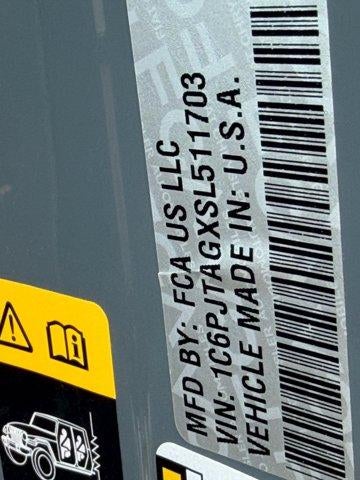 MFD BY: FCA US LLC
VIN: 1C6PJTAGXSL511703
VEHICLE MADE IN: U.S.A.